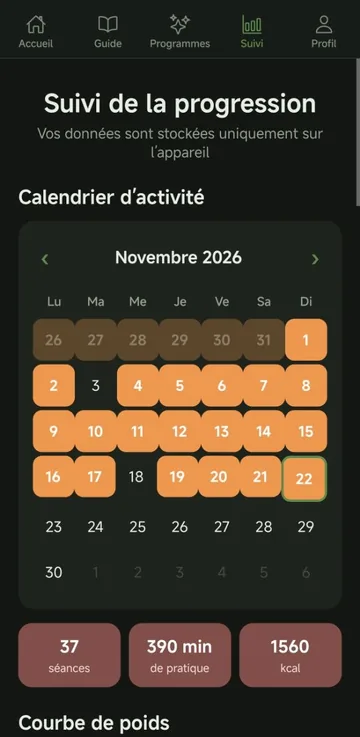 Accueil Guide Programmes Suivi Profil
Suivi de la progression
Vos données sont stockées uniquement sur
l'appareil
Calendrier d'activité
‹ Novembre 2026 ›
Lu Ma Me Je Ve Sa Di
26 27 28 29 30 31 1
2 3 4 5 6 7 8
9 10 11 12 13 14 15
16 17 18 19 20 21 22
23 24 25 26 27 28 29
30 1 2 3 4 5 6
37 390 min 1560
séances de pratique kcal
Courbe de poids